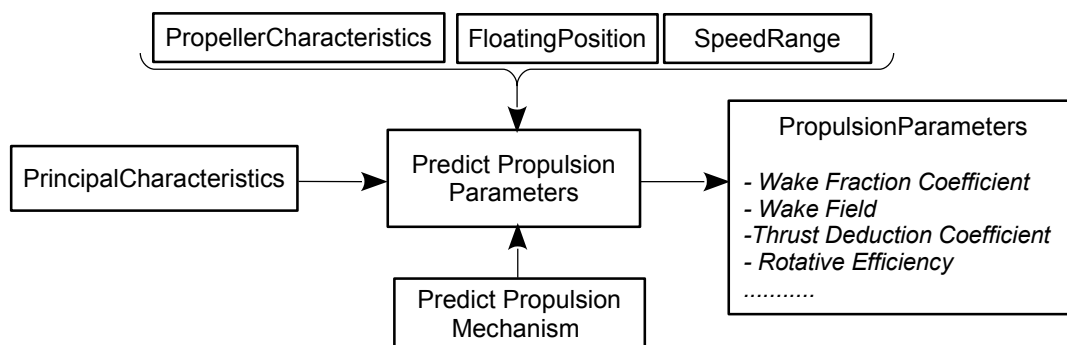 PropellerCharacteristics
FloatingPosition
SpeedRange
PrincipalCharacteristics
Predict Propulsion
Parameters
Predict Propulsion
Mechanism
PropulsionParameters
- Wake Fraction Coefficient
- Wake Field
-Thrust Deduction Coefficient
- Rotative Efficiency
...........